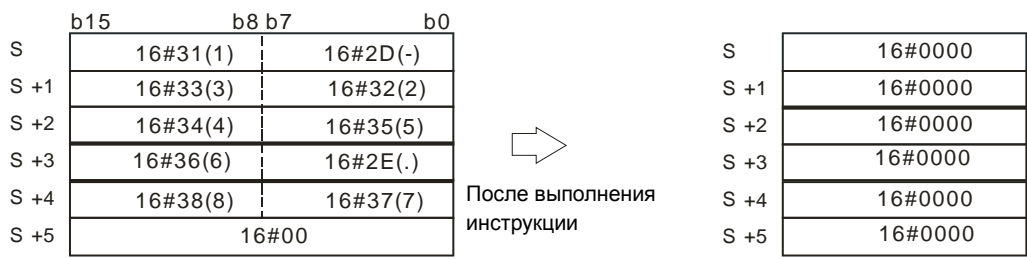 b15 b8 b7 b0
S 16#31(1) 16#2D(-) S 16#0000
S +1 16#33(3) 16#32(2) S +1 16#0000
S +2 16#34(4) 16#35(5) S +2 16#0000
S +3 16#36(6) 16#2E(.) S +3 16#0000
S +4 16#38(8) 16#37(7) После выполнения S +4 16#0000
S +5 16#00 инструкции S +5 16#0000